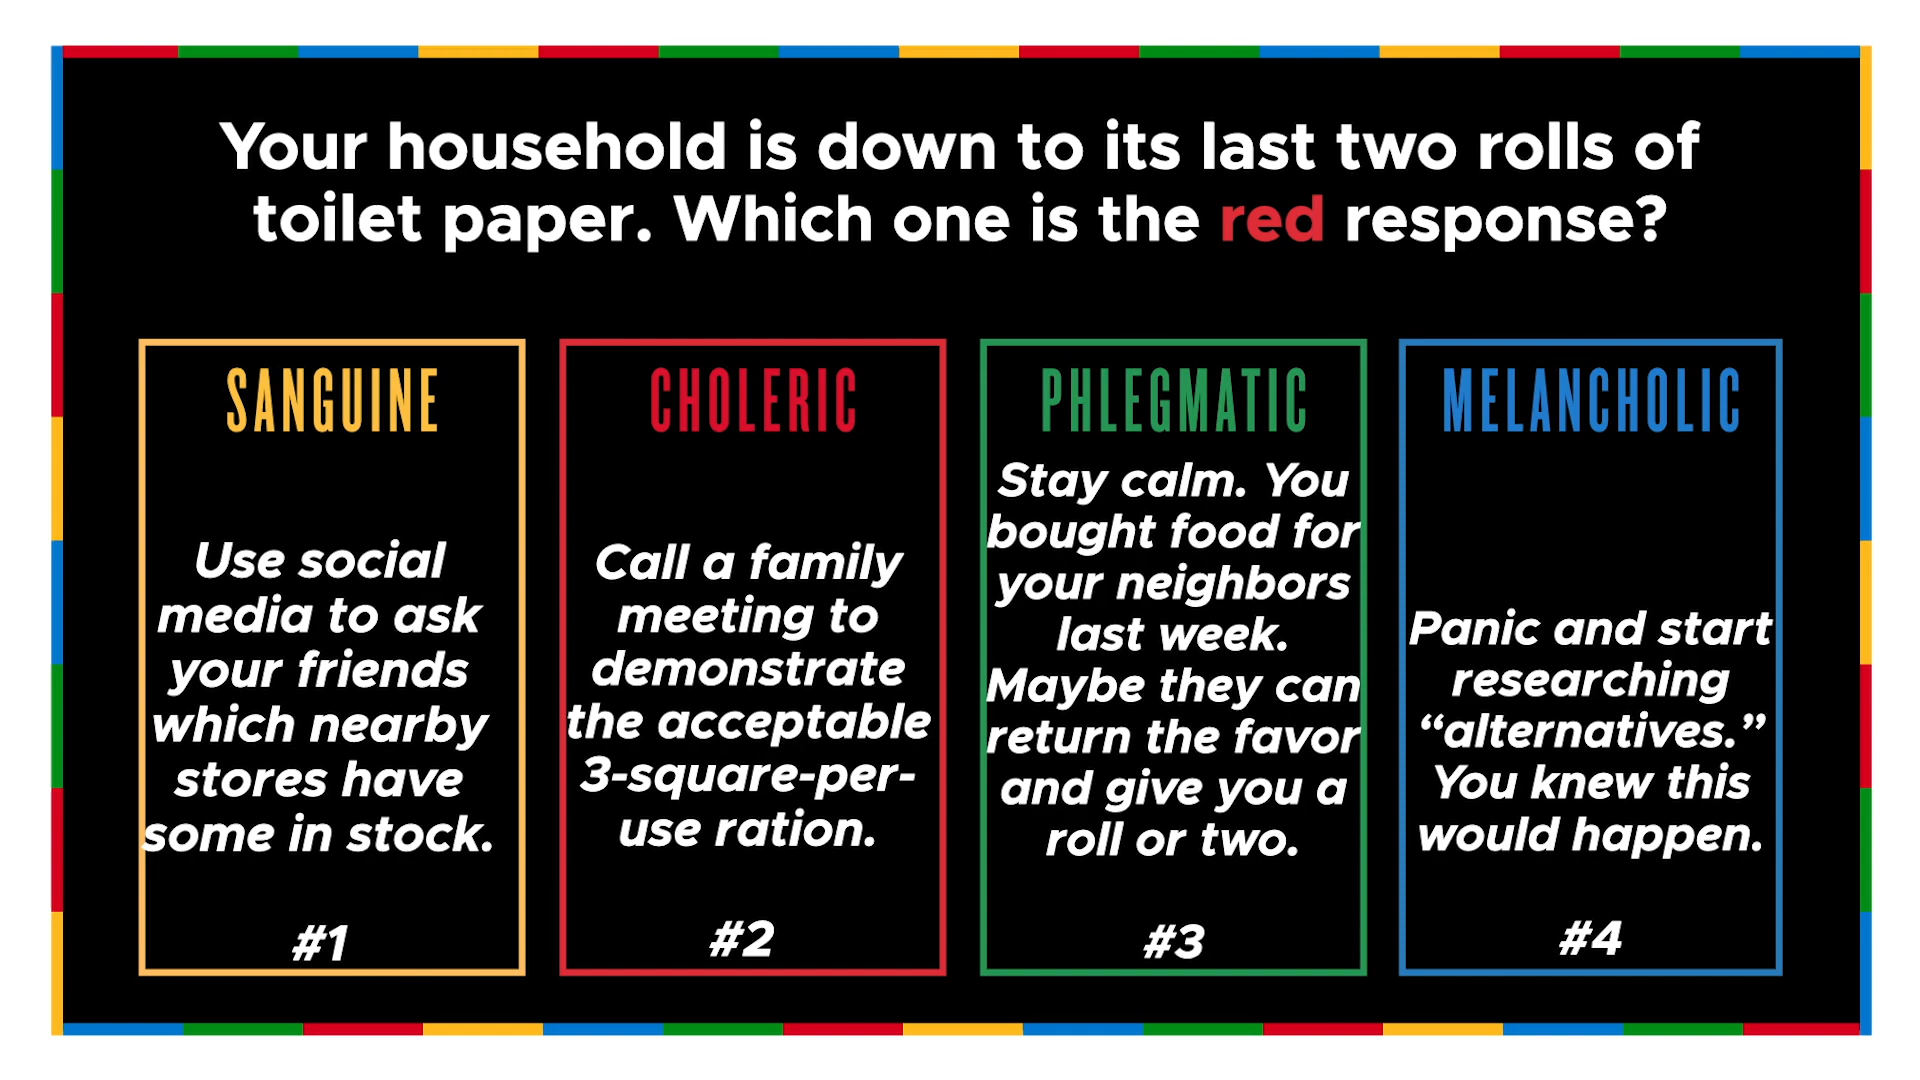 Your household is down to its last two rolls of
toilet paper. Which one is the red response?
SANGUINE
Use social
media to ask
your friends
which nearby
stores have
some in stock.
#1
CHOLERIC
Call a family
meeting to
demonstrate
the acceptable
3-square-per-
use ration.
#2
PHLEGMATIC
Stay calm. You
bought food for
your neighbors
last week.
Maybe they can
return the favor
and give you a
roll or two.
#3
MELANCHOLIC
Panic and start
researching
“alternatives.”
You knew this
would happen.
#4